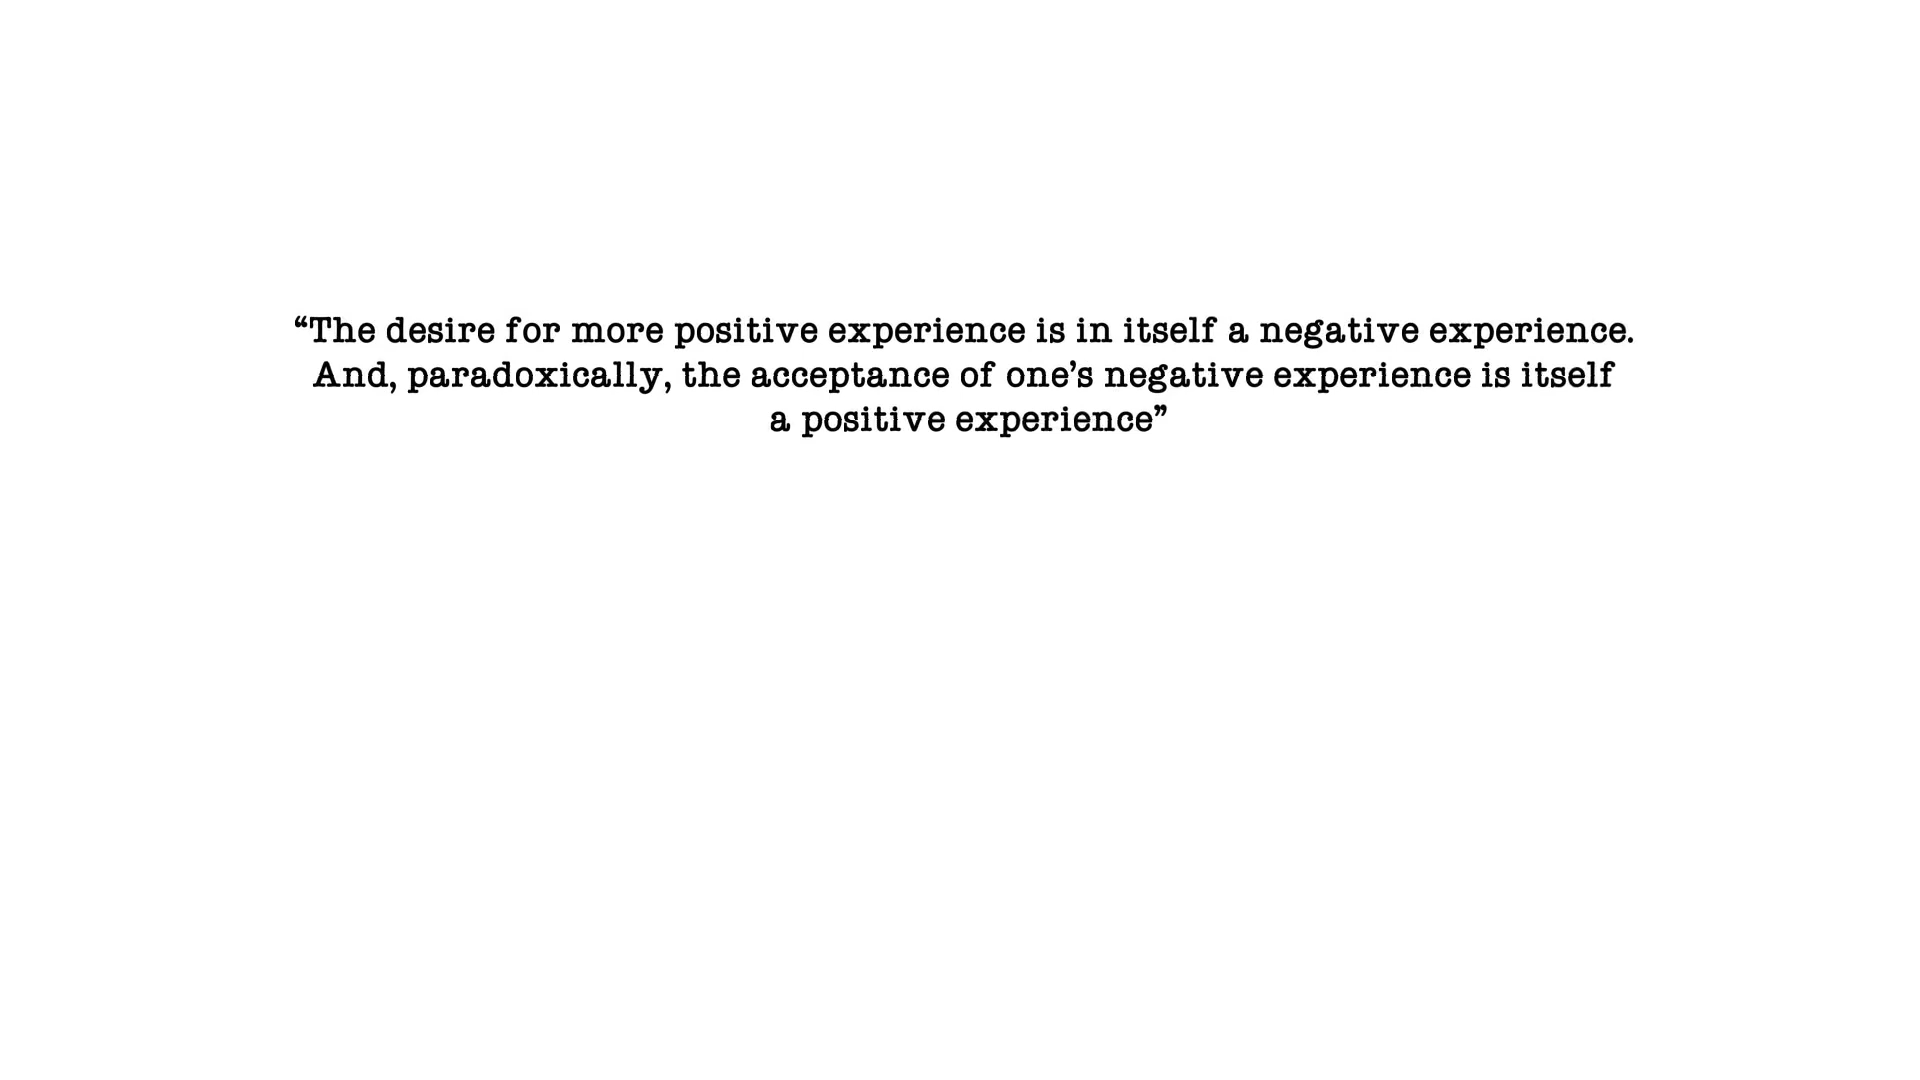 “The desire for more positive experience is in itself a negative experience.
And, paradoxically, the acceptance of one’s negative experience is itself
a positive experience”